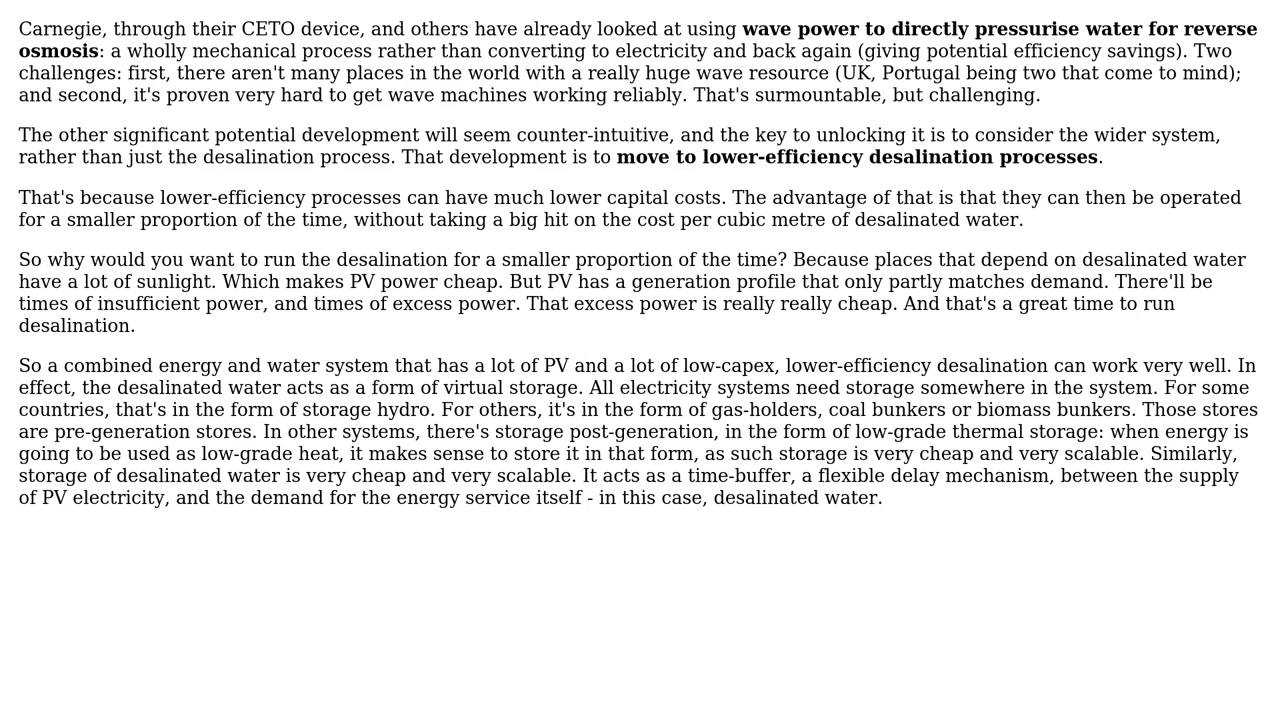 Carnegie, through their CETO device, and others have already looked at using wave power to directly pressurise water for reverse
osmosis: a wholly mechanical process rather than converting to electricity and back again (giving potential efficiency savings). Two
challenges: first, there aren't many places in the world with a really huge wave resource (UK, Portugal being two that come to mind);
and second, it's proven very hard to get wave machines working reliably. That's surmountable, but challenging.
The other significant potential development will seem counter-intuitive, and the key to unlocking it is to consider the wider system,
rather than just the desalination process. That development is to move to lower-efficiency desalination processes.
That's because lower-efficiency processes can have much lower capital costs. The advantage of that is that they can then be operated
for a smaller proportion of the time, without taking a big hit on the cost per cubic metre of desalinated water.
So why would you want to run the desalination for a smaller proportion of the time? Because places that depend on desalinated water
have a lot of sunlight. Which makes PV power cheap. But PV has a generation profile that only partly matches demand. There'll be
times of insufficient power, and times of excess power. That excess power is really really cheap. And that's a great time to run
desalination.
So a combined energy and water system that has a lot of PV and a lot of low-capex, lower-efficiency desalination can work very well. In
effect, the desalinated water acts as a form of virtual storage. All electricity systems need storage somewhere in the system. For some
countries, that's in the form of storage hydro. For others, it's in the form of gas-holders, coal bunkers or biomass bunkers. Those stores
are pre-generation stores. In other systems, there's storage post-generation, in the form of low-grade thermal storage: when energy is
going to be used as low-grade heat, it makes sense to store it in that form, as such storage is very cheap and very scalable. Similarly,
storage of desalinated water is very cheap and very scalable. It acts as a time-buffer, a flexible delay mechanism, between the supply
of PV electricity, and the demand for the energy service itself - in this case, desalinated water.